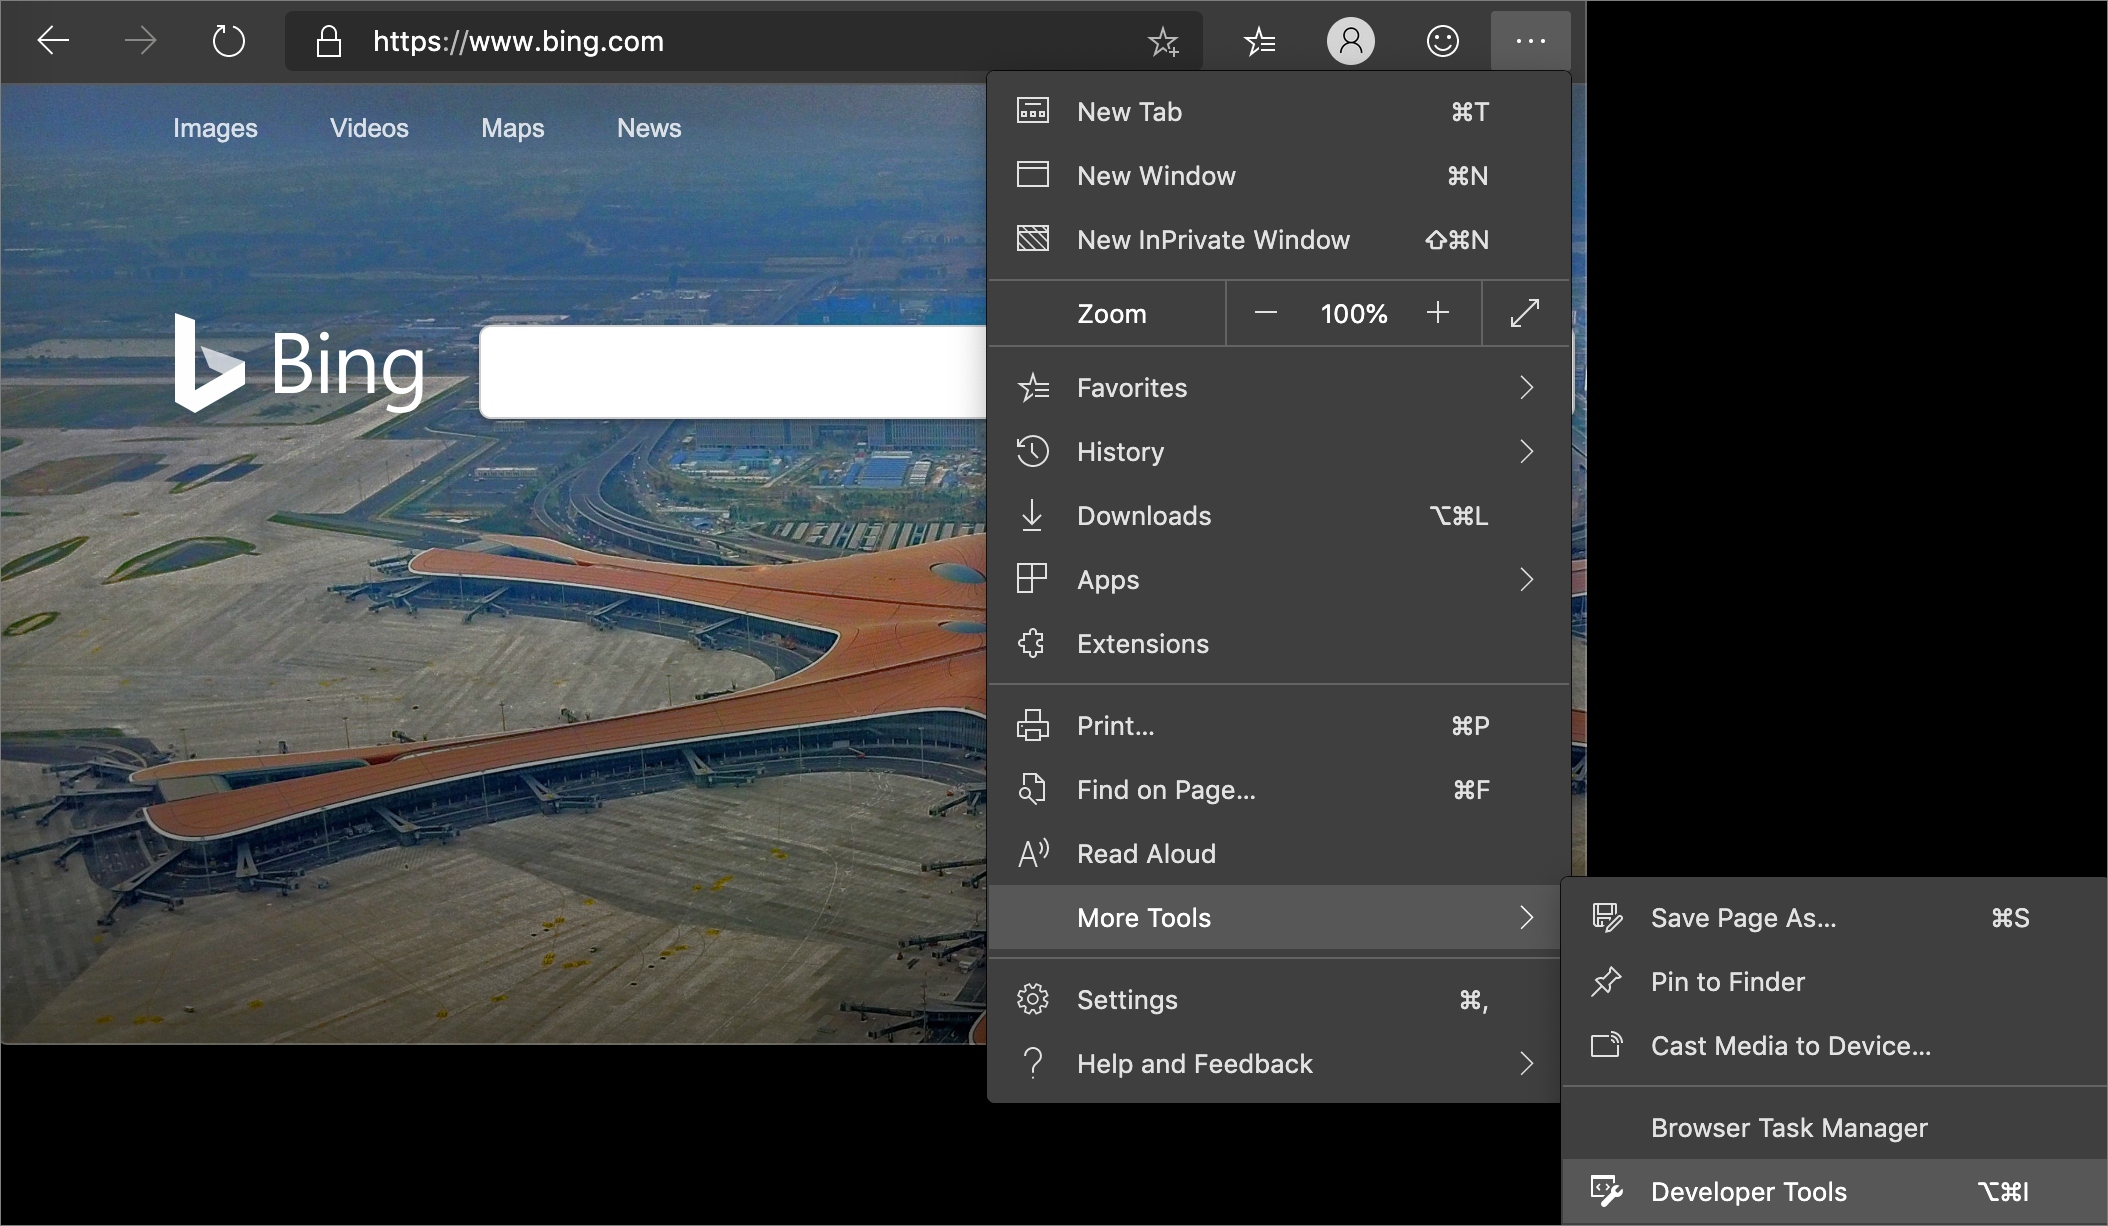 https://www.bing.com
Images Videos Maps News
Bing
New Tab ⌘T
New Window ⌘N
New InPrivate Window ⇧⌘N
Zoom — 100% +
Favorites
History
Downloads ⌥⌘L
Apps
Extensions
Print... ⌘P
Find on Page... ⌘F
Read Aloud
More Tools
Settings ⌘,
Help and Feedback
Save Page As... ⌘S
Pin to Finder
Cast Media to Device...
Browser Task Manager
Developer Tools ⌥⌘I